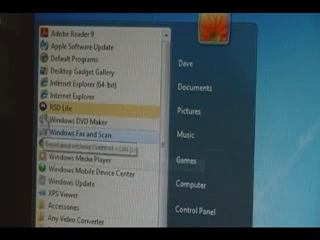 Adobe Reader 9
Apple Software Update
Default Programs
Desktop Gadget Gallery
Internet Explorer (64-bit)
Internet Explorer
RSD Lite
Windows DVD Maker
Windows Fax and Scan
Windows Media Player
Windows Mobile Device Center
Windows Update
XPS Viewer
Accessories
Any Video Converter
Dave
Documents
Pictures
Music
Games
Computer
Control Panel